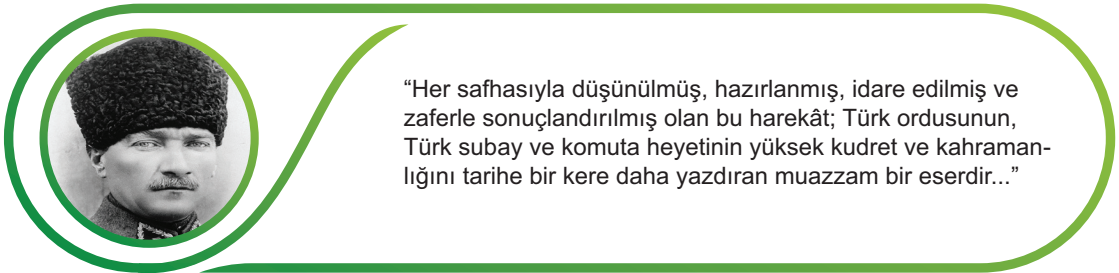 “Her safhasıyla düşünülmüş, hazırlanmış, idare edilmiş ve
zaferle sonuçlandırılmış olan bu harekât; Türk ordusunun,
Türk subay ve komuta heyetinin yüksek kudret ve kahraman-
lığını tarihe bir kere daha yazdıran muazzam bir eserdir...”